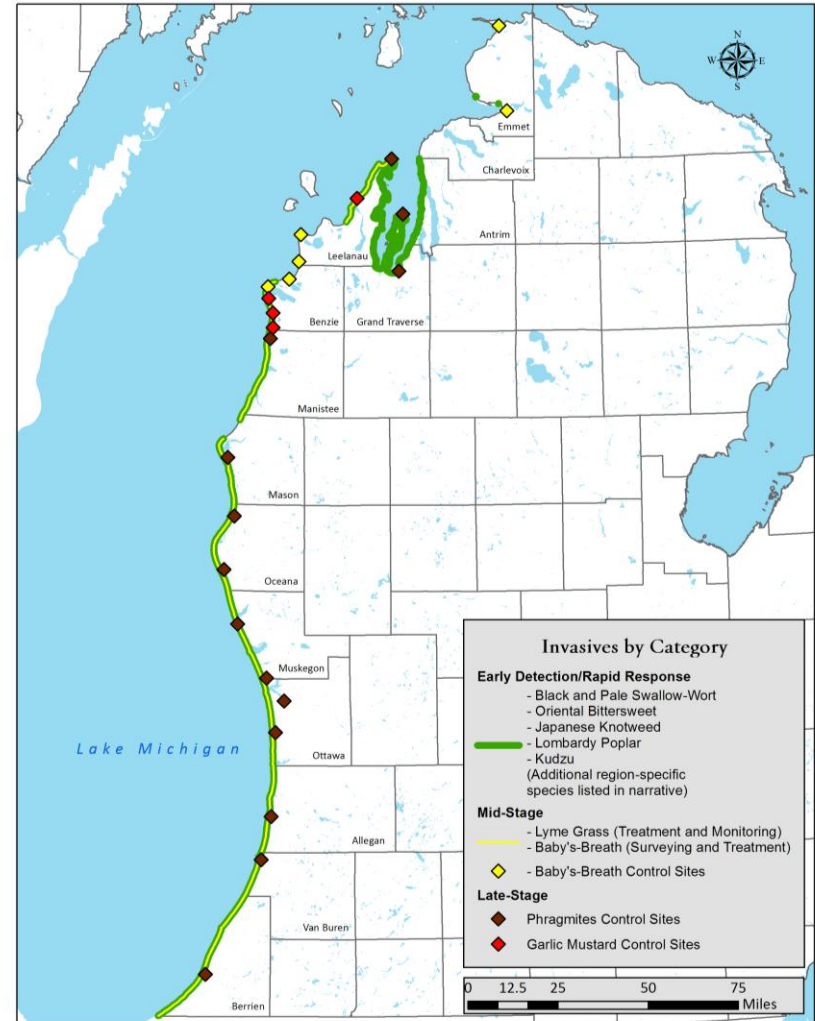 N
W E
S
Emmet
Charlevoix
Antrim
Leelanau
Benzie Grand Traverse
Manistee
Mason
Oceana
Muskegon
Lake Michigan
Ottawa
Allegan
Van Buren
Berrien
Invasives by Category
Early Detection/Rapid Response
- Black and Pale Swallow-Wort
- Oriental Bittersweet
- Japanese Knotweed
- Lombardy Poplar
- Kudzu
(Additional region-specific
species listed in narrative)
Mid-Stage
- Lyme Grass (Treatment and Monitoring)
- Baby's-Breath (Surveying and Treatment)
- Baby's-Breath Control Sites
Late-Stage
Phragmites Control Sites
Garlic Mustard Control Sites
0 12.5 25 50 75
Miles